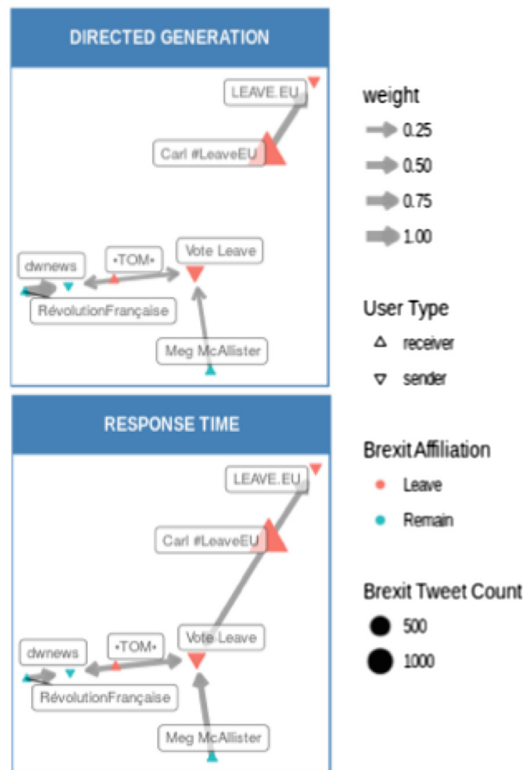 DIRECTED GENERATION
LEAVE.EU
Carl #LeaveEU
Vote Leave
•TOM•
dwnews
RévolutionFrançaise
Meg McAllister
RESPONSE TIME
LEAVE.EU
Carl #LeaveEU
Vote Leave
•TOM•
dwnews
RévolutionFrançaise
Meg McAllister
weight
0.25
0.50
0.75
1.00
User Type
receiver
sender
Brexit Affiliation
Leave
Remain
Brexit Tweet Count
500
1000